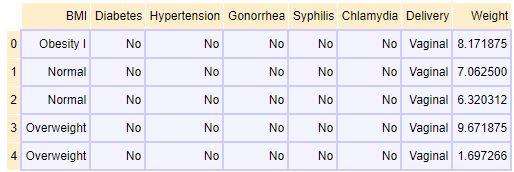 BMI Diabetes Hypertension Gonorrhea Syphilis Chlamydia Delivery Weight
0 Obesity I No No No No No Vaginal 8.171875
1 Normal No No No No No Vaginal 7.062500
2 Normal No No No No No Vaginal 6.320312
3 Overweight No No No No No Vaginal 9.671875
4 Overweight No No No No No Vaginal 1.697266